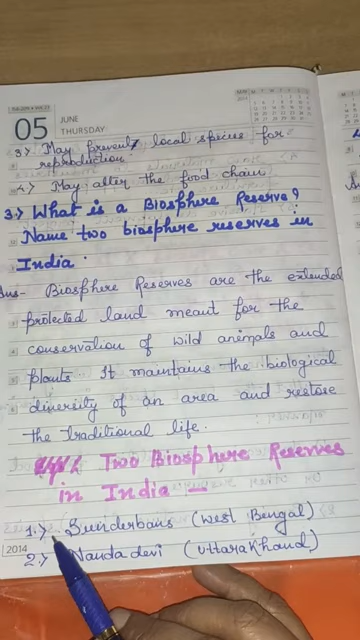 05
JUNE
THURSDAY
MAY
3.> May prevent local species for
reproduction.
4.> May alter the food chain
3.> What is a Biosphere Reserve?
Name two biosphere reserves in
India.
Ans- Biosphere Reserves are the extended
protected land meant for the
conservation of wild animals and
plants. It maintains the biological
diversity of an area and restore
the traditional life.
Two Biosphere Reserves
in India —
1.> Sunderbans (West Bengal)
2014
2.> Nanda devi (Uttarakhand)